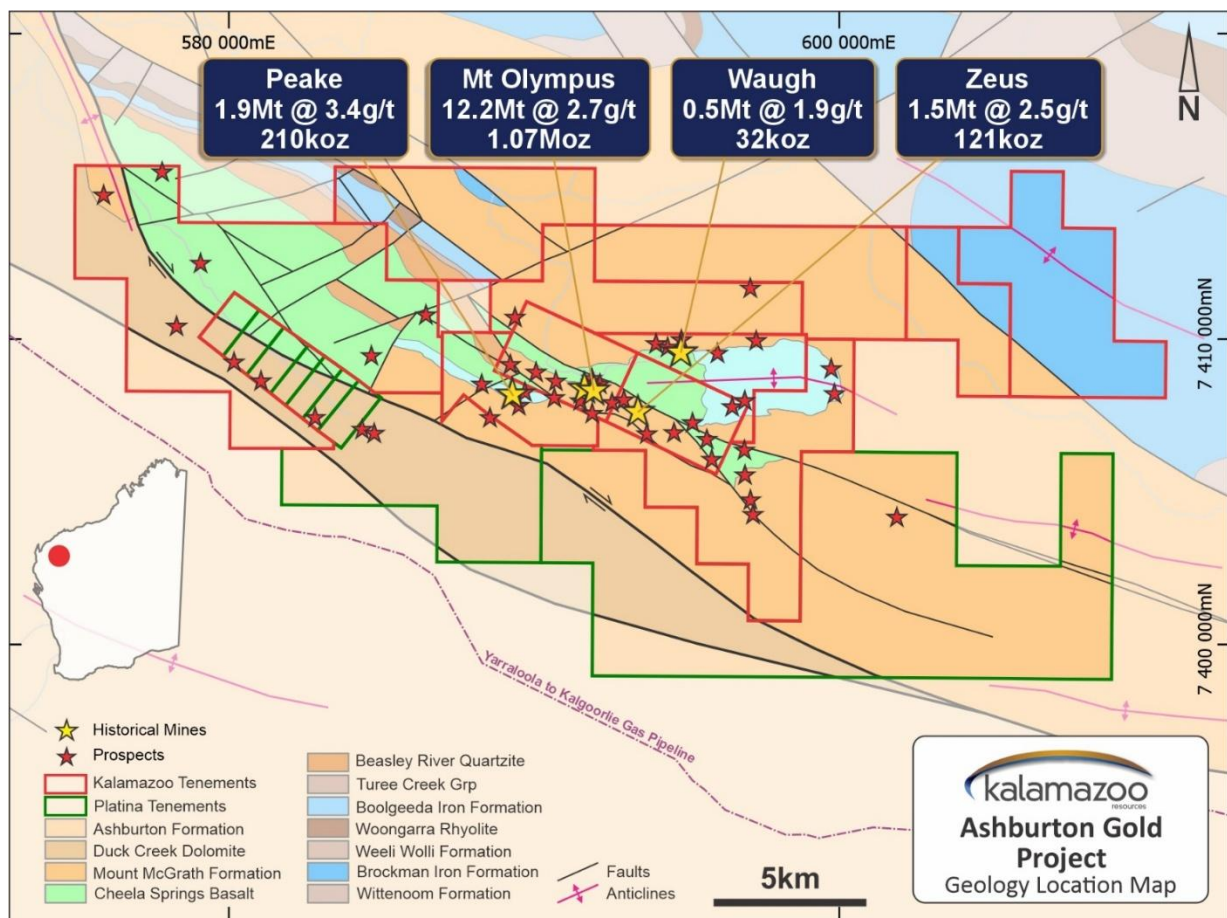 580 000mE
600 000mE
Peake
1.9Mt @ 3.4g/t
210koz
Mt Olympus
12.2Mt @ 2.7g/t
1.07Moz
Waugh
0.5Mt @ 1.9g/t
32koz
Zeus
1.5Mt @ 2.5g/t
121koz
N
7 410 000mN
7 400 000mN
Yarraloola to Kalgoorlie Gas Pipeline
Historical Mines
Prospects
Kalamazoo Tenements
Platina Tenements
Ashburton Formation
Duck Creek Dolomite
Mount McGrath Formation
Cheela Springs Basalt
Beasley River Quartzite
Turee Creek Grp
Boolgeeda Iron Formation
Woongarra Rhyolite
Weeli Wolli Formation
Brockman Iron Formation
Wittenoom Formation
Faults
Anticlines
5km
kalamazoo
resources
Ashburton Gold
Project
Geology Location Map